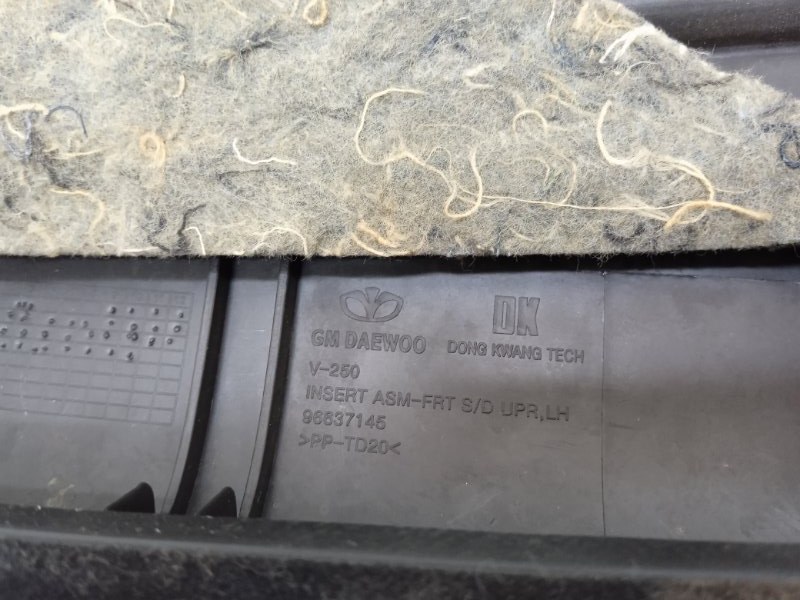 DK
GM DAEWOO DONG KWANG TECH
V-250
INSERT ASM-FRT S/D UPR,LH
96637145
>PP-TD20<